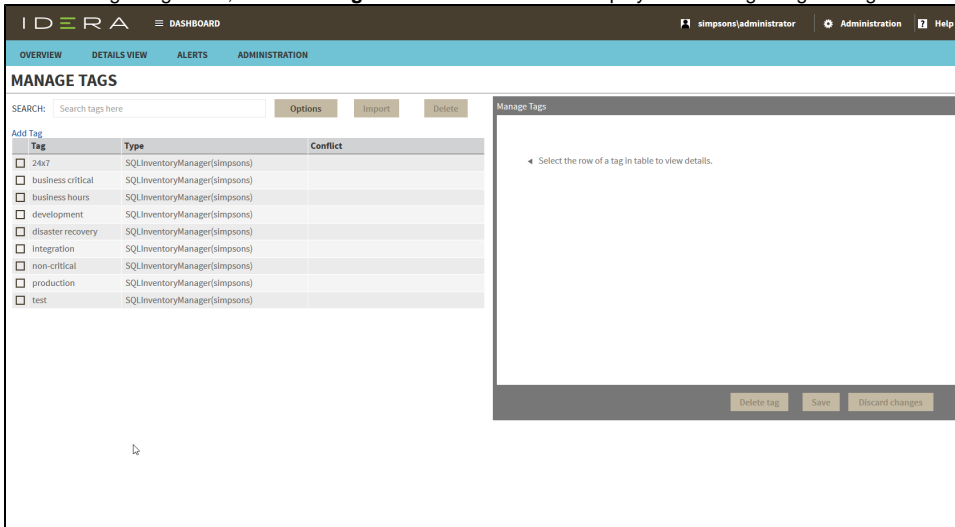 IDERA DASHBOARD simpsons\administrator Administration ? Help
OVERVIEW DETAILS VIEW ALERTS ADMINISTRATION
MANAGE TAGS
SEARCH: Search tags here Options Import Delete
Manage Tags
Add Tag
Tag Type Conflict
24x7 SQLInventoryManager(simpsons)
Select the row of a tag in table to view details.
business critical SQLInventoryManager(simpsons)
business hours SQLInventoryManager(simpsons)
development SQLInventoryManager(simpsons)
disaster recovery SQLInventoryManager(simpsons)
integration SQLInventoryManager(simpsons)
non-critical SQLInventoryManager(simpsons)
production SQLInventoryManager(simpsons)
test SQLInventoryManager(simpsons)
Delete tag Save Discard changes